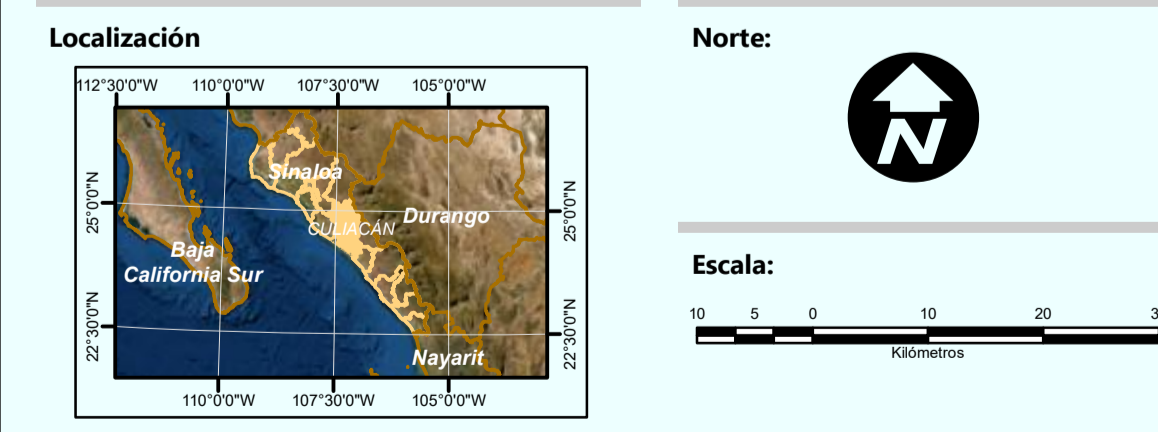 Localización
112°30'0"W 110°0'0"W 107°30'0"W 105°0'0"W
25°0'0"N
25°0'0"N
22°30'0"N
22°30'0"N
Sinaloa
Durango
CULIACÁN
Baja
California Sur
Nayarit
110°0'0"W 107°30'0"W 105°0'0"W
Norte:
N
Escala:
10 5 0 10 20
Kilómetros